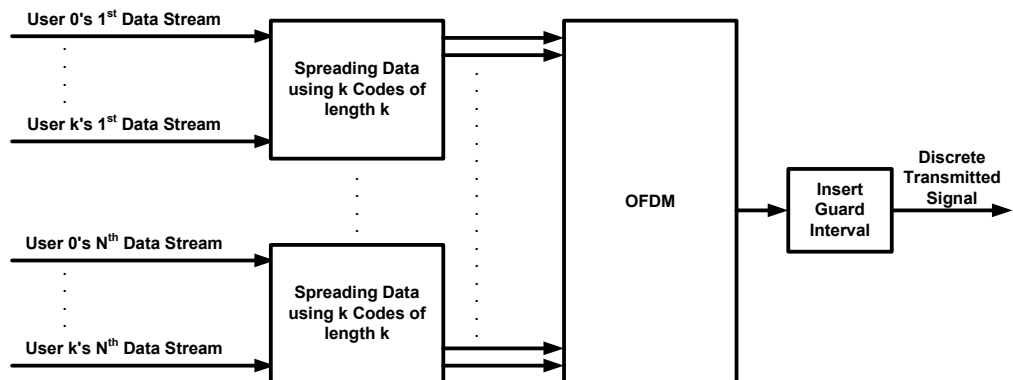 User 0's 1st Data Stream
Spreading Data
using k Codes of
length k
User k's 1st Data Stream
OFDM
Insert
Guard
Interval
Discrete
Transmitted
Signal
User 0's Nth Data Stream
Spreading Data
using k Codes of
length k
User k's Nth Data Stream